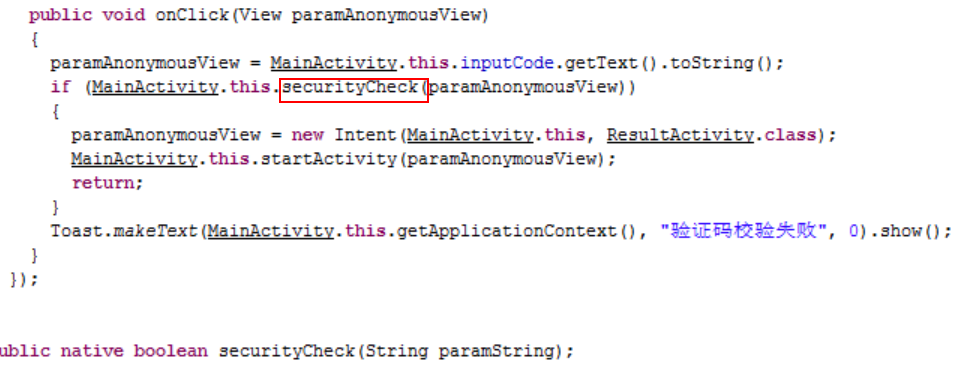 public void onClick(View paramAnonymousView)
{
paramAnonymousView = MainActivity.this.inputCode.getText().toString();
if (MainActivity.this.securityCheck(paramAnonymousView))
{
paramAnonymousView = new Intent(MainActivity.this, ResultActivity.class);
MainActivity.this.startActivity(paramAnonymousView);
return;
}
Toast.makeText(MainActivity.this.getApplicationContext(), "验证码校验失败", 0).show();
}
});
ublic native boolean securityCheck(String paramString);